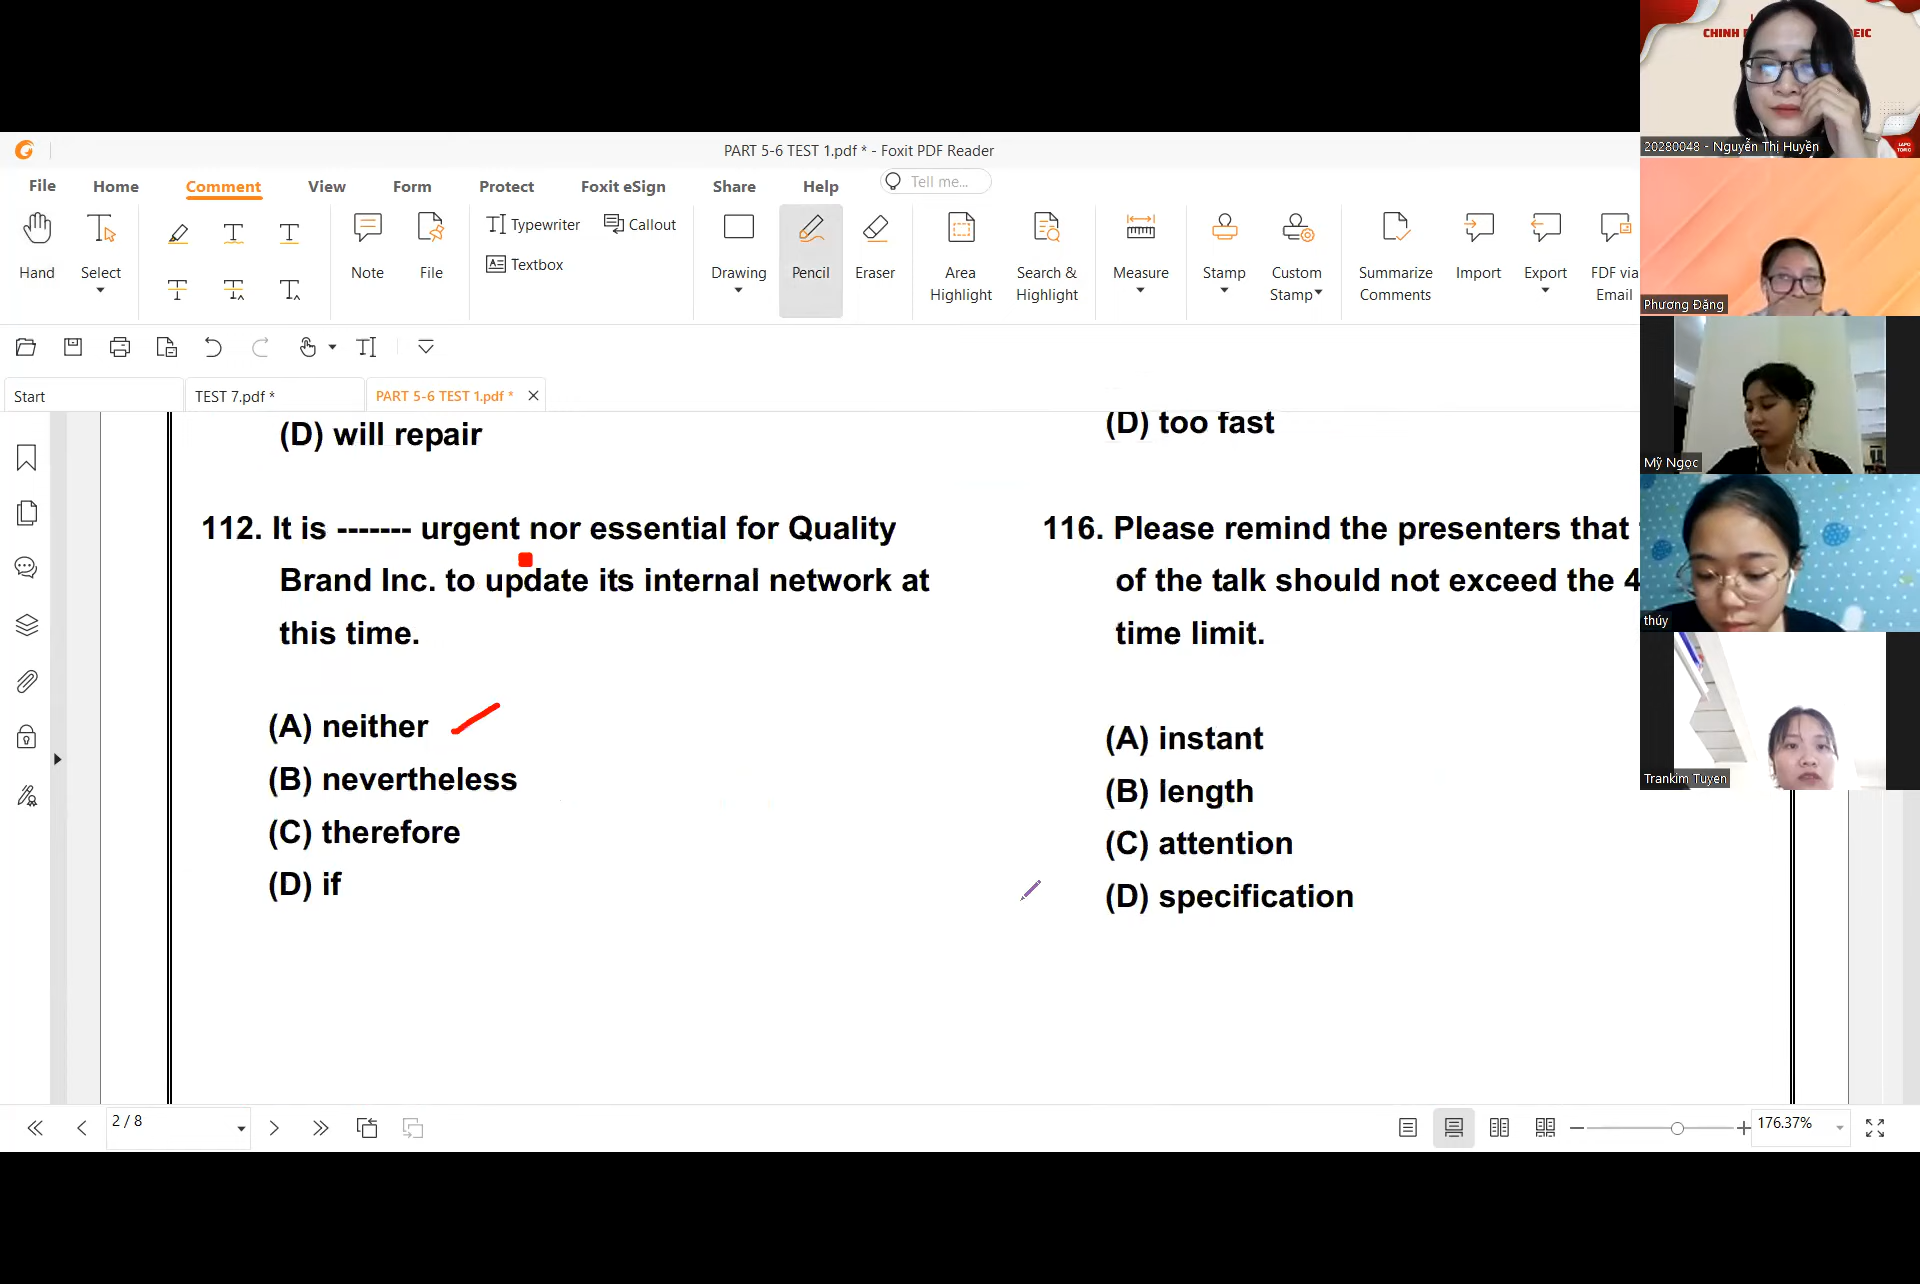 CHINH
EIC
20280048 - Nguyễn Thị Huyền
PART 5-6 TEST 1.pdf * - Foxit PDF Reader
File Home Comment View Form Protect Foxit eSign Share Help Tell me...
Hand Select
Note File
Typewriter Callout
Textbox
Drawing Pencil Eraser
Area Highlight
Search & Highlight
Measure Stamp
Custom Stamp
Summarize Comments
Import Export
FDF via Email
Phương Đặng
Start TEST 7.pdf * PART 5-6 TEST 1.pdf *
(D) will repair
112. It is ------- urgent nor essential for Quality
Brand Inc. to update its internal network at
this time.
(A) neither
(B) nevertheless
(C) therefore
(D) if
(D) too fast
116. Please remind the presenters that
of the talk should not exceed the 4
time limit.
(A) instant
(B) length
(C) attention
(D) specification
Mỹ Ngọc
thúy
Trankim Tuyen
2 / 8
176.37%